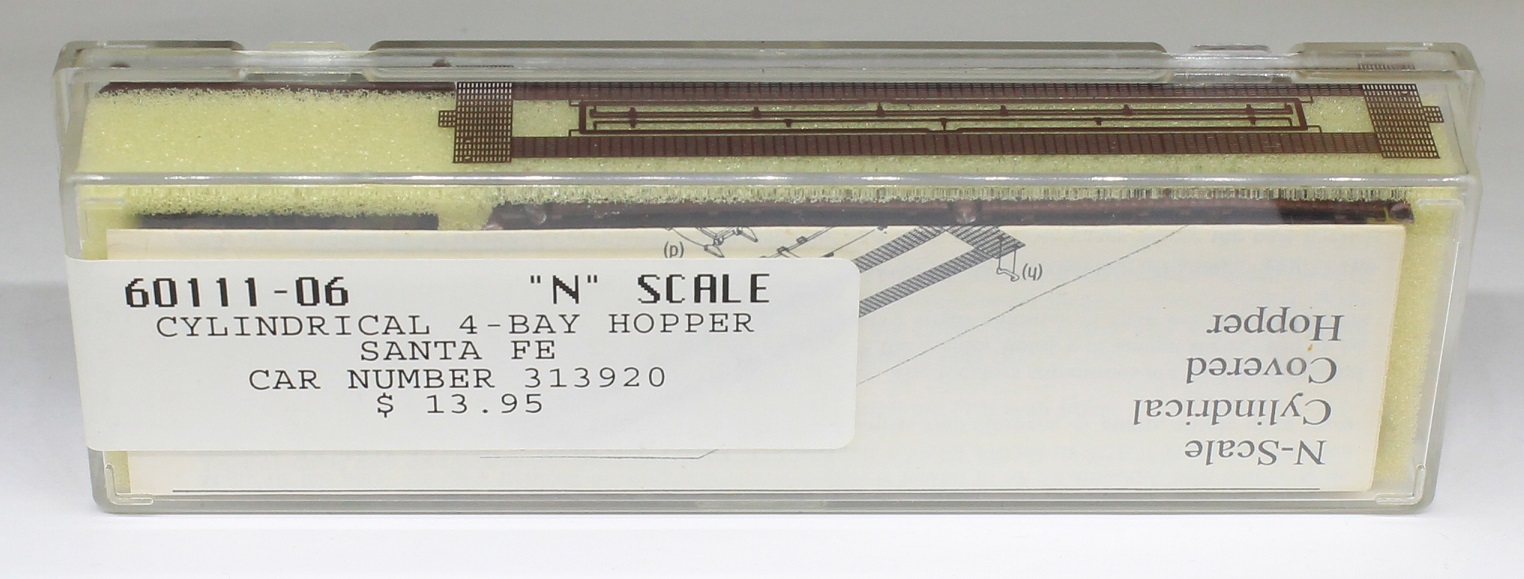 60111-06 "N" SCALE
CYLINDRICAL 4-BAY HOPPER
SANTA FE
CAR NUMBER 313920
$ 13.95
(p)
(u)
N-Scale
Cylindrical
Covered
Hopper